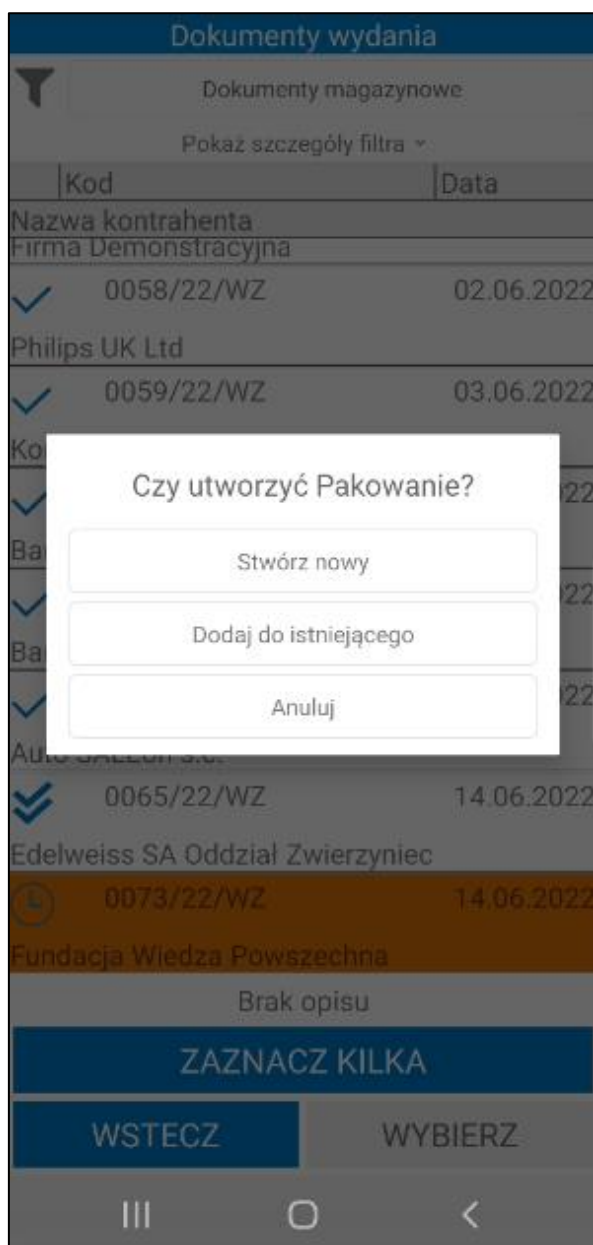 Dokumenty wydania
Dokumenty magazynowe
Pokaż szczegóły filtra
Kod Data
Nazwa kontrahenta
Firma Demonstracyjna
0058/22/WZ 02.06.2022
Philips UK Ltd
0059/22/WZ 03.06.2022
Czy utworzyć Pakowanie?
Stwórz nowy
Dodaj do istniejącego
Anuluj
0065/22/WZ 14.06.2022
Edelweiss SA Oddział Zwierzyniec
0073/22/WZ 14.06.2022
Fundacja Wiedza Powszechna
Brak opisu
ZAZNACZ KILKA
WSTECZ WYBIERZ